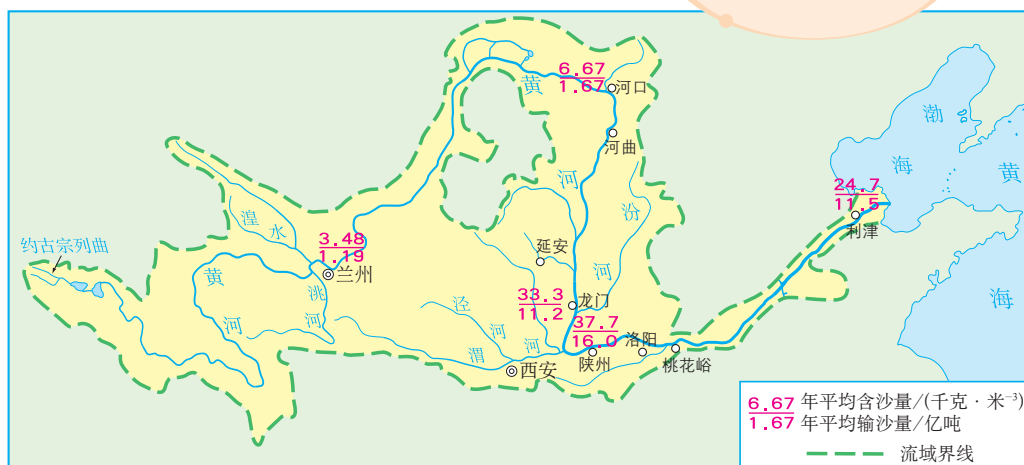 6.67
1.67
黄
河口
河曲
渤
海
黄
海
24.7
11.5
利津
河
汾
河
湟
水
3.48
1.19
兰州
约古宗列曲
黄
河
洮
河
延安
33.3
11.2
龙门
37.7
16.0
泾
河
渭
河
西安
陕州
洛阳
桃花峪
6.67 年平均含沙量/(千克·米⁻³)
1.67 年平均输沙量/亿吨
流域界线